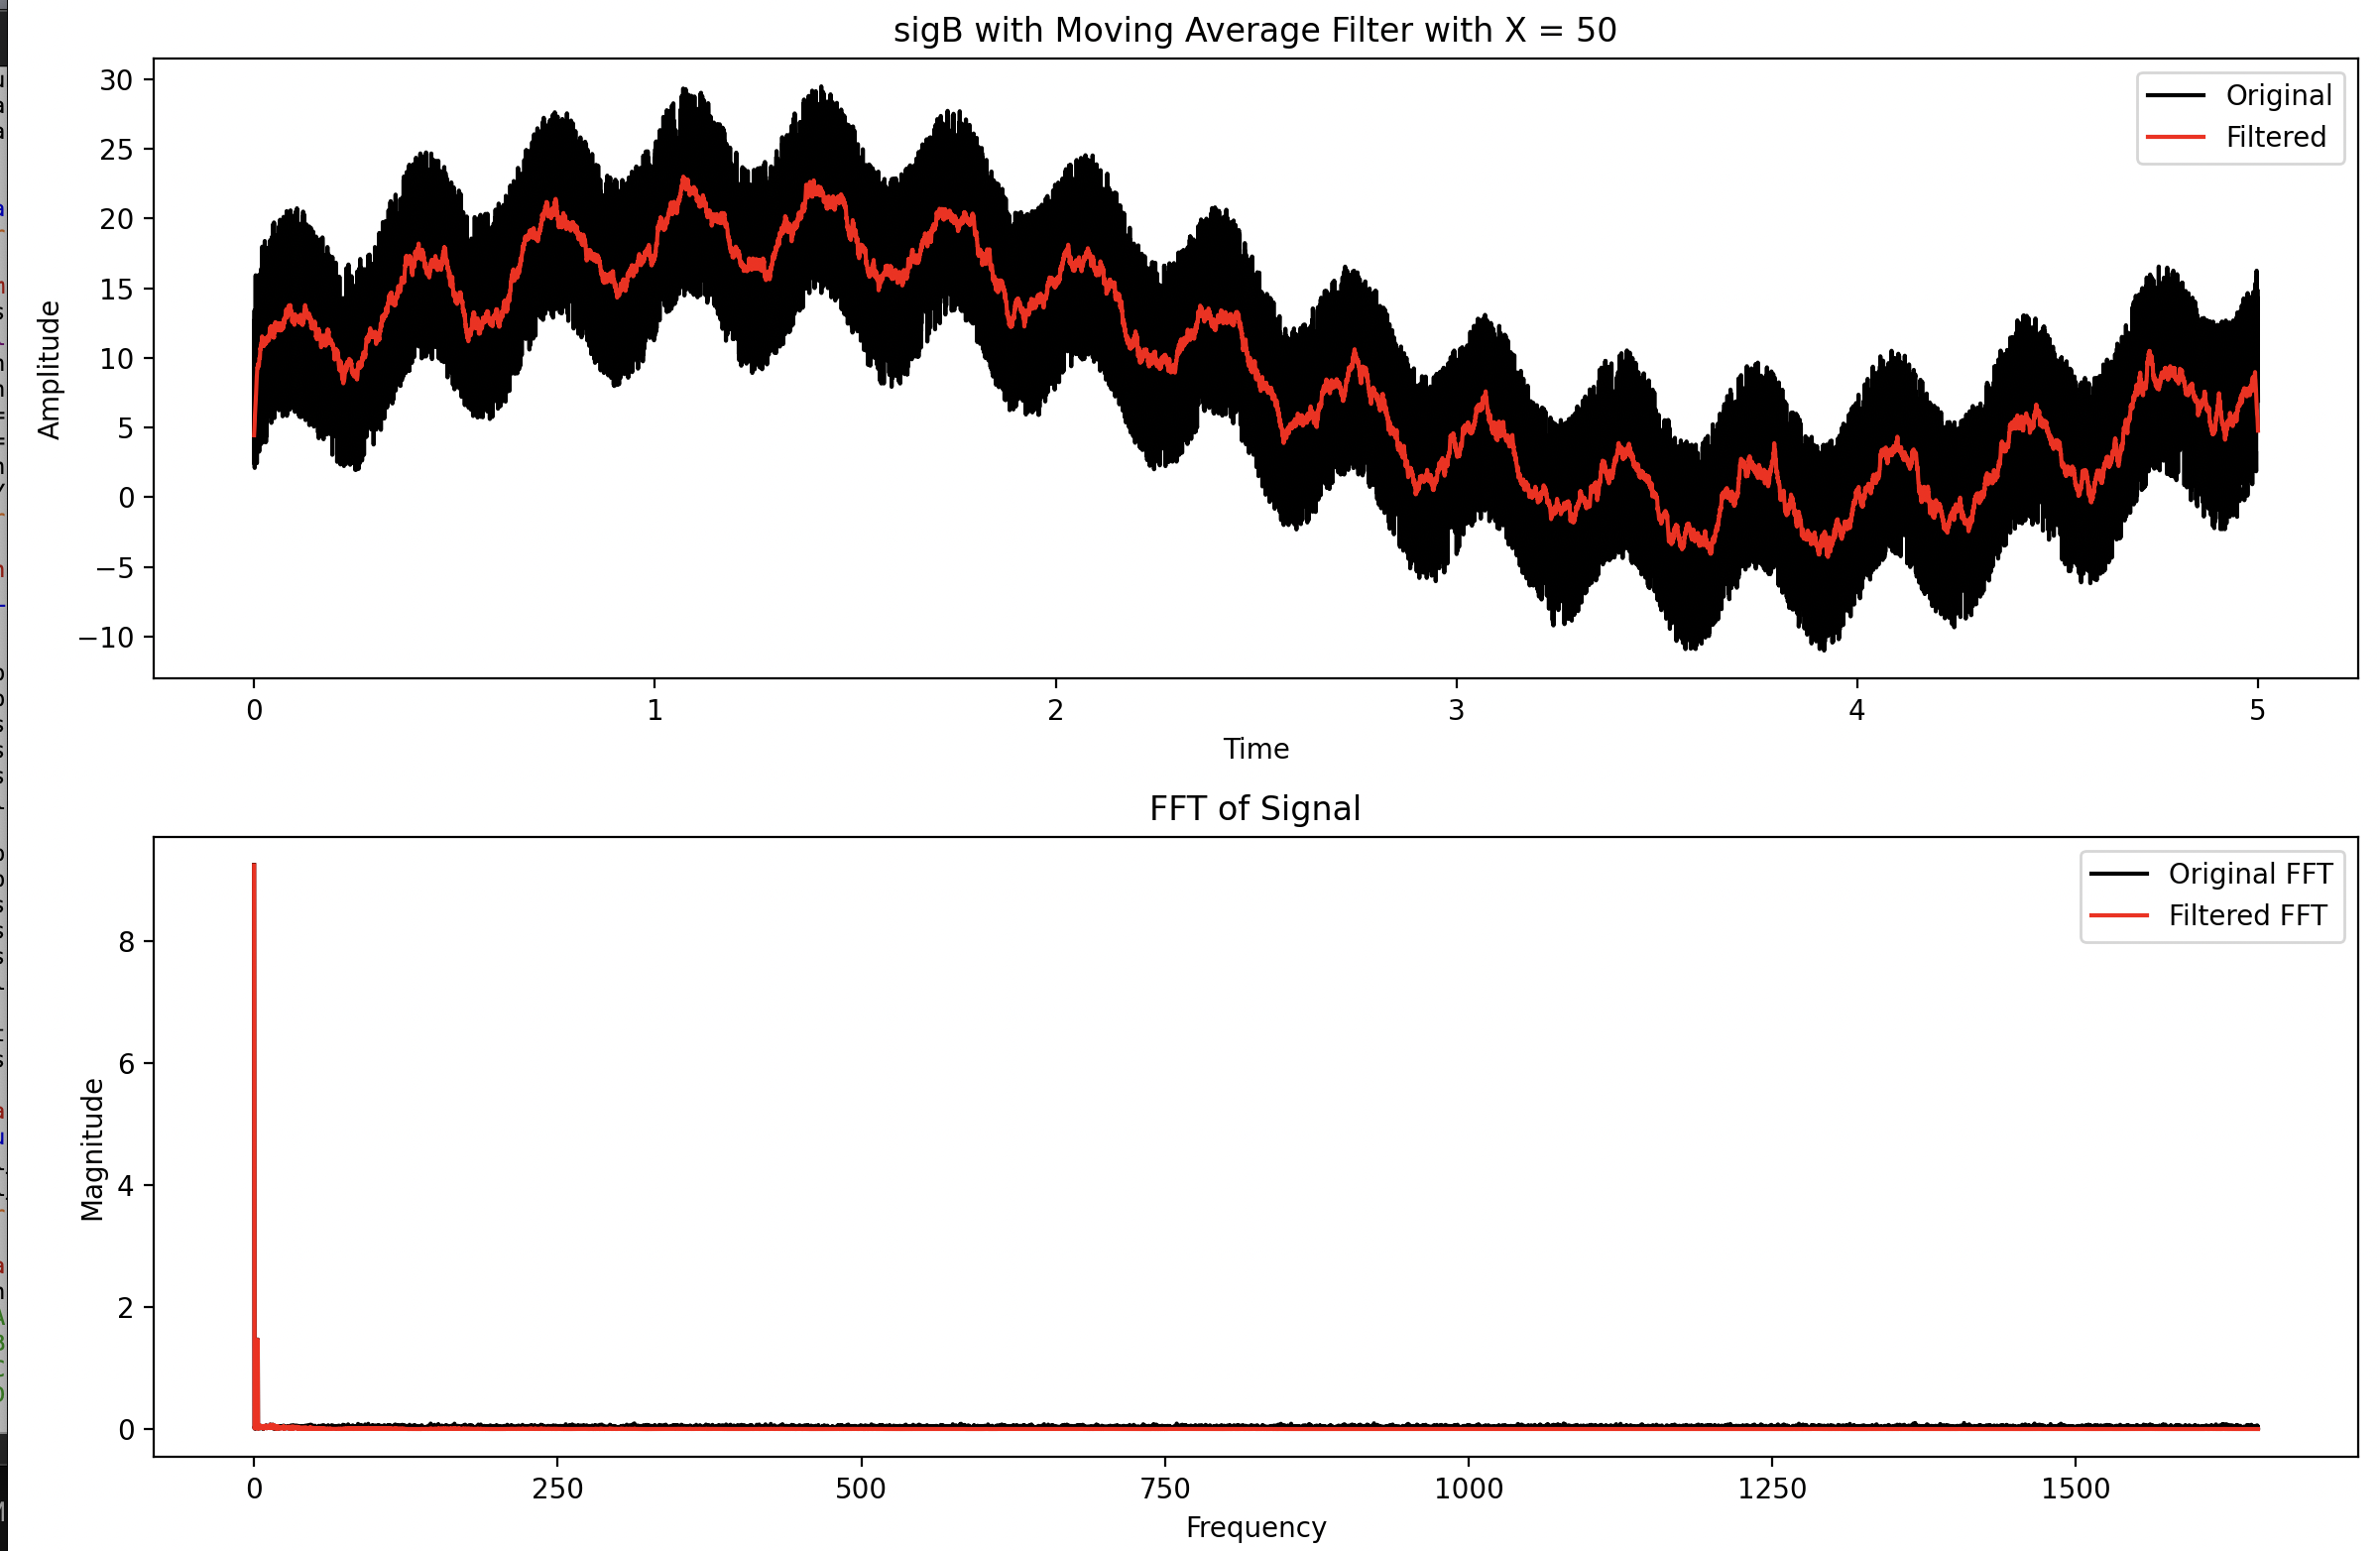 sigB with Moving Average Filter with X = 50
Original
Filtered
30
25
20
15
10
5
0
−5
−10
Amplitude
0 1 2 3 4 5
Time
FFT of Signal
Original FFT
Filtered FFT
8
6
4
2
0
Magnitude
0 250 500 750 1000 1250 1500
Frequency